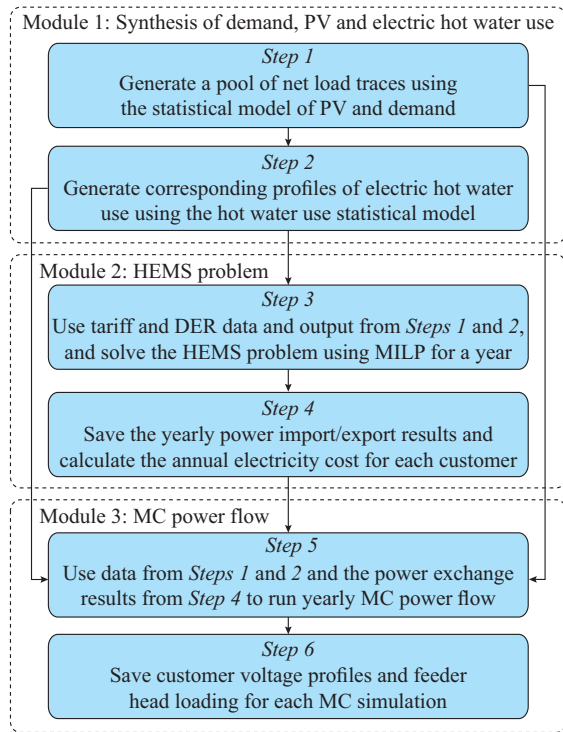 Module 1: Synthesis of demand, PV and electric hot water use
Step 1
Generate a pool of net load traces using
the statistical model of PV and demand
Step 2
Generate corresponding profiles of electric hot water
use using the hot water use statistical model
Module 2: HEMS problem
Step 3
Use tariff and DER data and output from Steps 1 and 2,
and solve the HEMS problem using MILP for a year
Step 4
Save the yearly power import/export results and
calculate the annual electricity cost for each customer
Module 3: MC power flow
Step 5
Use data from Steps 1 and 2 and the power exchange
results from Step 4 to run yearly MC power flow
Step 6
Save customer voltage profiles and feeder
head loading for each MC simulation